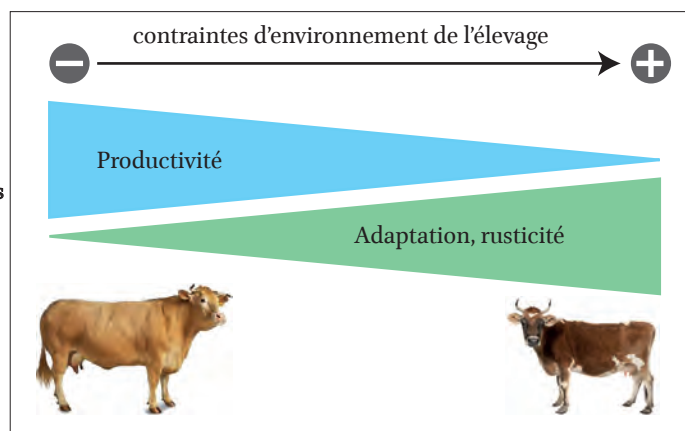 contraintes d'environnement de l'élevage
− +
Productivité
s
Adaptation, rusticité